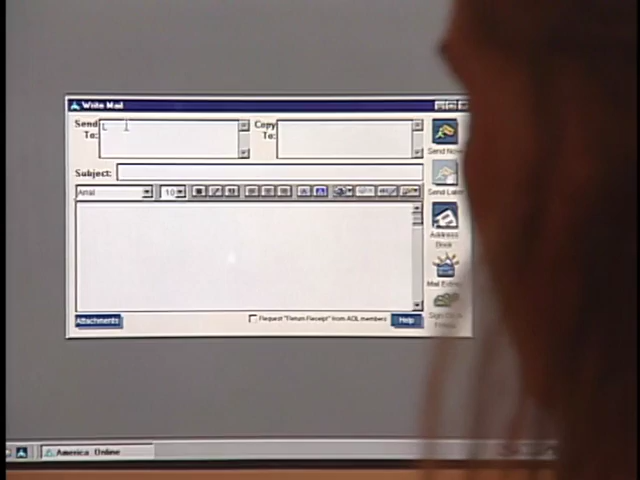 Write Mail
Send To:
Copy To:
Subject:
Arial
10
Send Now
Send Later
Address Book
Mail Extras
Attachments
Request "Return Receipt" from AOL members
Help
America Online